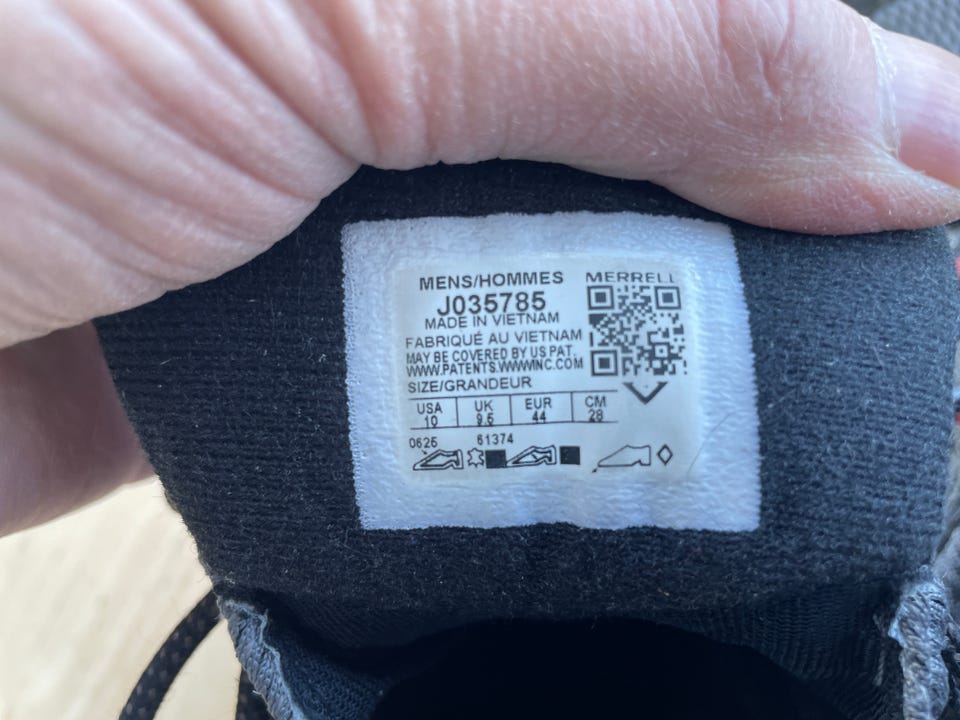 MENS/HOMMES
J035785
MADE IN VIETNAM
FABRIQUÉ AU VIETNAM
MAY BE COVERED BY US PAT.
WWW.PATENTS.WWWINC.COM
MERRELL
SIZE/GRANDEUR
USA UK EUR CM
10 9.5 44 28
0625 61374